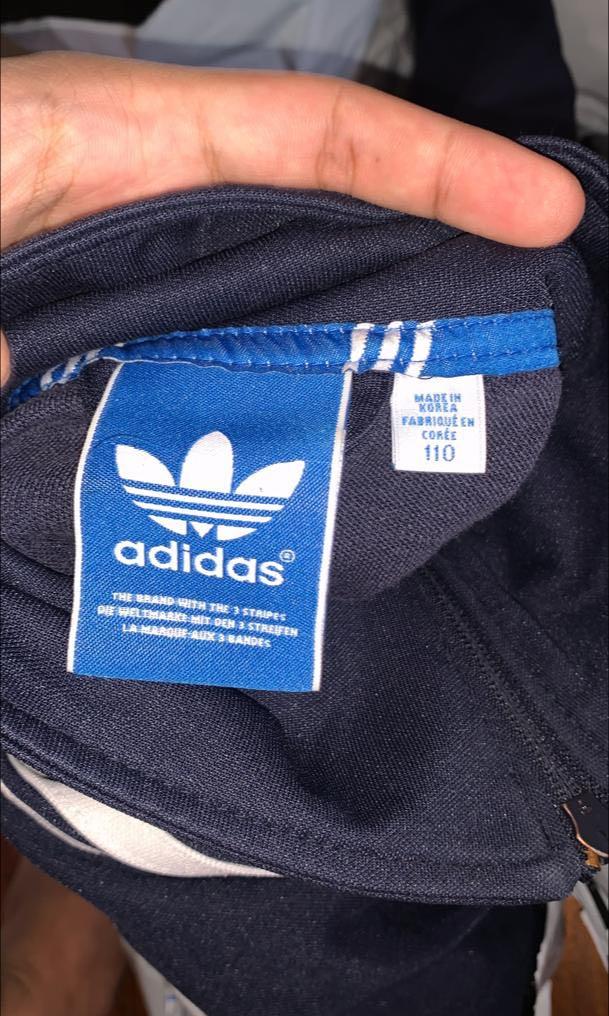 adidas®
THE BRAND WITH THE 3 STRIPES
DIE WELTMARKE MIT DEN 3 STREIFEN
LA MARQUE AUX 3 BANDES
MADE IN
KOREA
FABRIQUÉ EN
CORÉE
110